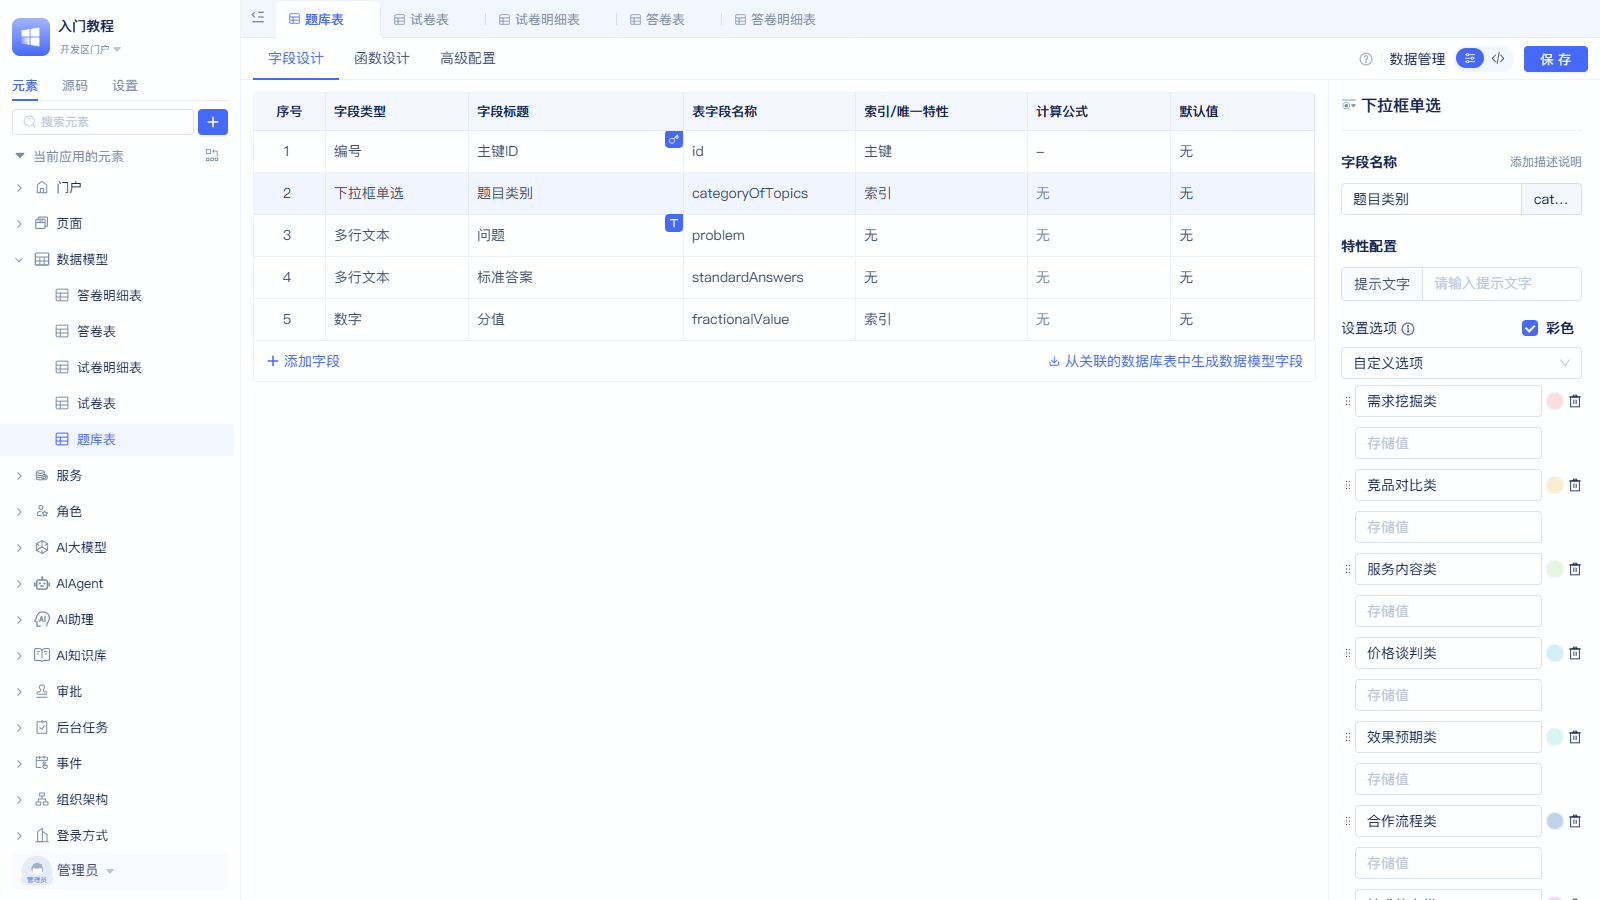 入门教程
开发区门户
元素 源码 设置
搜索元素
当前应用的元素
门户
页面
数据模型
答卷明细表
答卷表
试卷明细表
试卷表
题库表
服务
角色
AI大模型
AIAgent
AI助理
AI知识库
审批
后台任务
事件
组织架构
登录方式
管理员
管理员
题库表 试卷表 试卷明细表 答卷表 答卷明细表
字段设计 函数设计 高级配置
数据管理
保 存
序号 字段类型 字段标题 表字段名称 索引/唯一特性 计算公式 默认值
1 编号 主键ID id 主键 – 无
2 下拉框单选 题目类别 categoryOfTopics 索引 无 无
3 多行文本 问题 T problem 无 无 无
4 多行文本 标准答案 standardAnswers 无 无 无
5 数字 分值 fractionalValue 索引 无 无
添加字段
从关联的数据库表中生成数据模型字段
下拉框单选
字段名称 添加描述说明
题目类别 cat...
特性配置
提示文字 请输入提示文字
设置选项 彩色
自定义选项
需求挖掘类
存储值
竞品对比类
存储值
服务内容类
存储值
价格谈判类
存储值
效果预期类
存储值
合作流程类
存储值